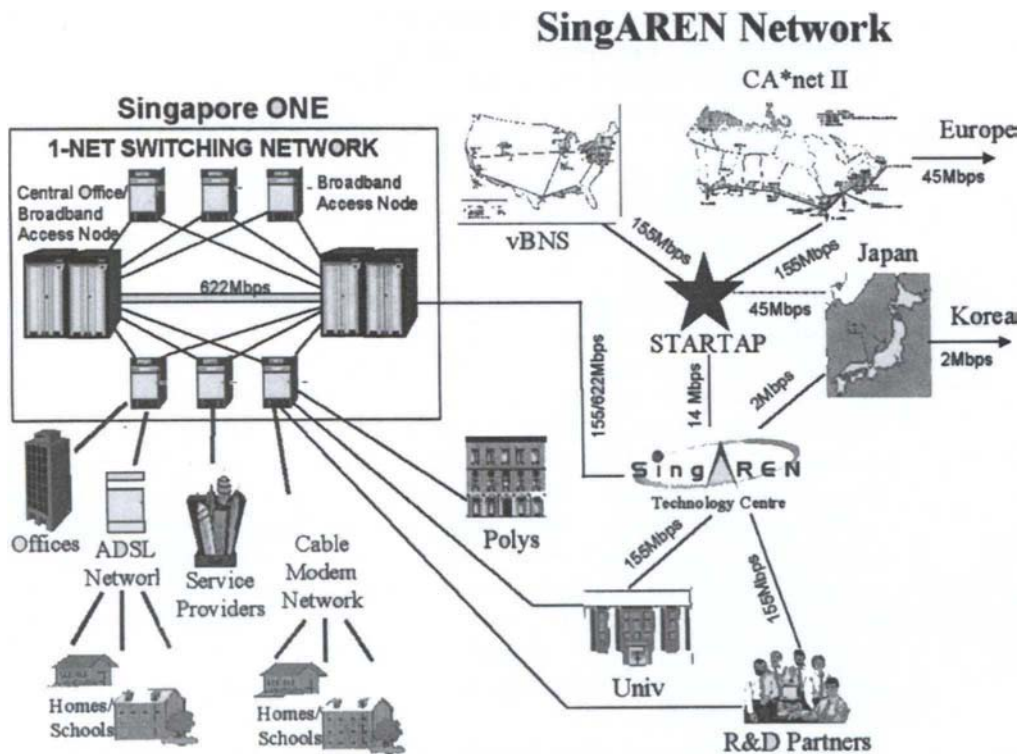 SingAREN Network
CA*net II
Singapore ONE
1-NET SWITCHING NETWORK
Central Office/
Broadband
Access Node
Broadband
Access Node
622Mbps
vBNS
Europe
45Mbps
155Mbps
155Mbps
STARTAP
45Mbps
Japan
Korea
2Mbps
155/622Mbps
14 Mbps
2Mbps
SingAREN
Technology Centre
155Mbps
155Mbps
Offices
ADSL
Network
Service
Providers
Cable
Modem
Network
Polys
Univ
R&D Partners
Homes/
Schools
Homes/
Schools